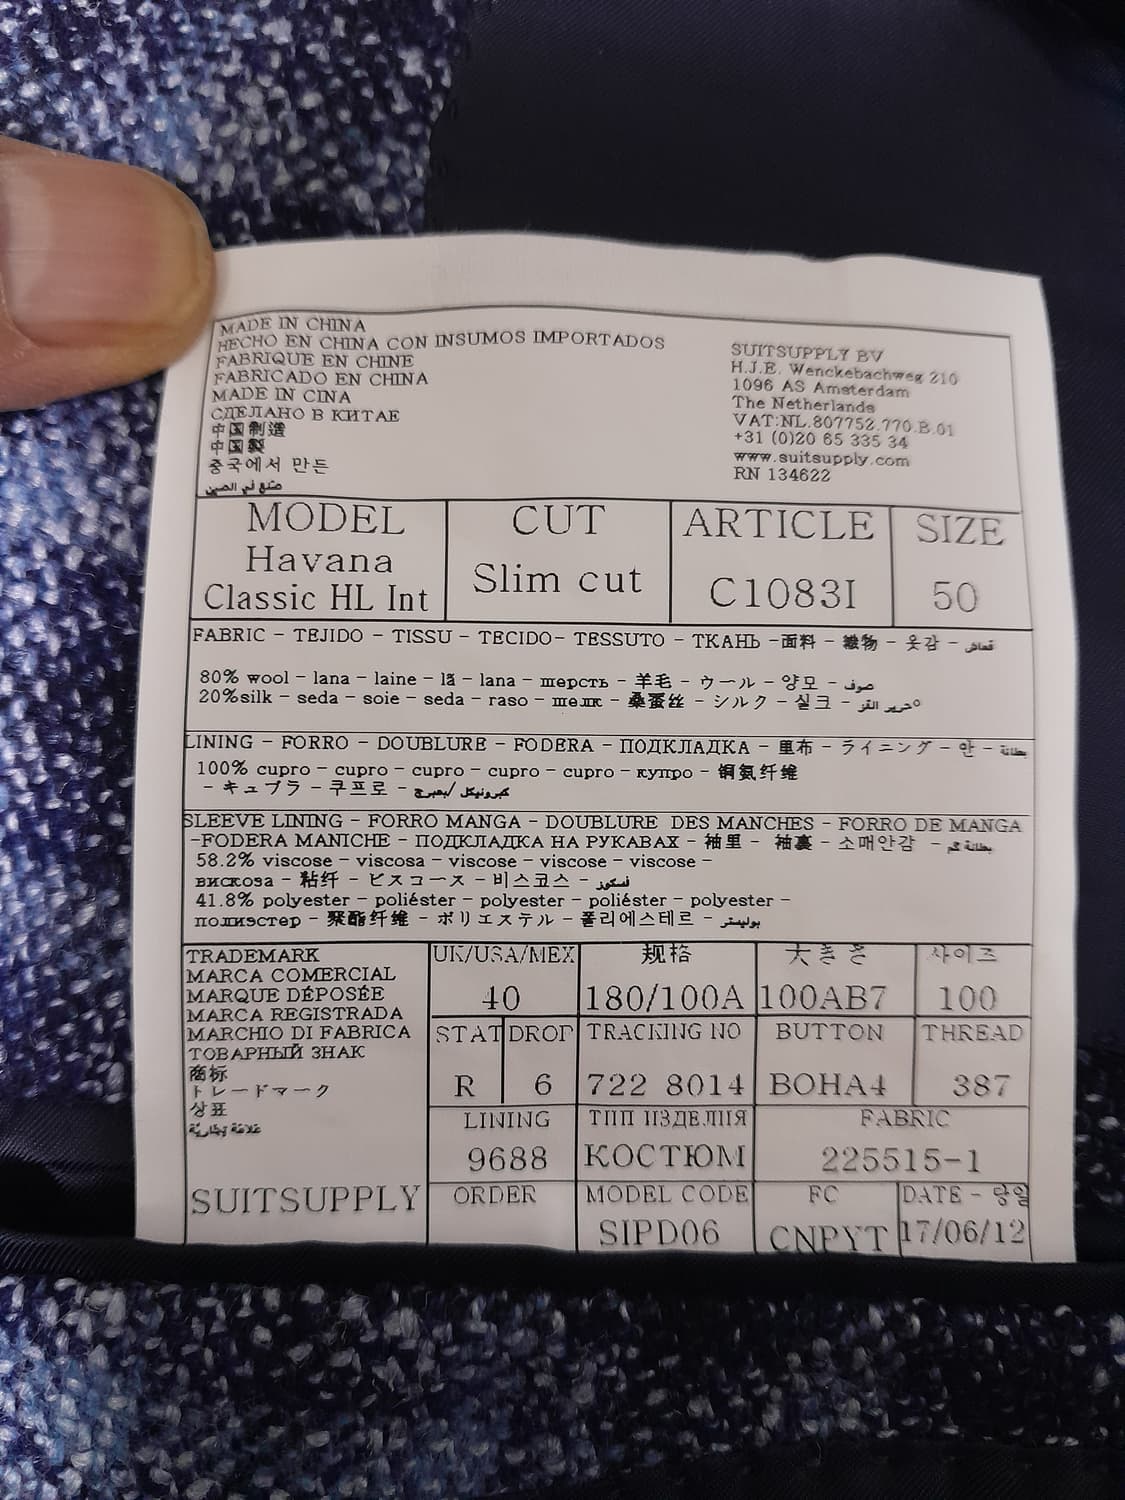 MADE IN CHINA
HECHO EN CHINA CON INSUMOS IMPORTADOS
FABRIQUE EN CHINE
FABRICADO EN CHINA
MADE IN CINA
СДЕЛАНО В КИТАЕ
中国制造
中国製
중국에서 만든
صنع في الصين
SUITSUPPLY BV
H.J.E. Wenckebachweg 210
1096 AS Amsterdam
The Netherlands
VAT:NL.807752.770.B.01
+31 (0)20 65 335 34
www.suitsupply.com
RN 134622
MODEL
Havana
Classic HL Int
CUT
Slim cut
ARTICLE
C1083I
SIZE
50
FABRIC - TEJIDO - TISSU - TECIDO- TESSUTO - ТКАНЬ -面料 - 織物 - 옷감 - قماش
80% wool - lana - laine - lã - lana - шерсть - 羊毛 - ウール - 양모 - صوف
20%silk - seda - soie - seda - raso - шелк - 桑蚕丝 - シルク - 실크 - حرير القز
LINING - FORRO - DOUBLURE - FODERA - ПОДКЛАДКА - 里布 - ライニング - 안 - بطانة
100% cupro - cupro - cupro - cupro - cupro - купро - 铜氨纤维
- キュプラ - 쿠프로 -
SLEEVE LINING - FORRO MANGA - DOUBLURE DES MANCHES - FORRO DE MANGA
-FODERA MANICHE - ПОДКЛАДКА НА РУКАВАХ - 袖里 - 袖裏 - 소매안감 - بطانة كم
58.2% viscose - viscosa - viscose - viscose - viscose -
вискоза - 粘纤 - ビスコース - 비스코스 - فسكوز
41.8% polyester - poliéster - polyester - poliéster - polyester -
полиэстер - 聚酯纤维 - ポリエステル - 폴리에스테르 - بوليستر
TRADEMARK
MARCA COMERCIAL
MARQUE DÉPOSÉE
MARCA REGISTRADA
MARCHIO DI FABRICA
ТОВАРНЫЙ ЗНАК
商标
トレードマーク
상표
SUITSUPPLY
UK/USA/MEX
40
规格
180/100A
大きさ
100AB7
사이즈
100
STAT
R
DROP
6
TRACKING NO
722 8014
BUTTON
BOHA4
THREAD
387
LINING
9688
ТИП ИЗДЕЛИЯ
КОСТЮМ
FABRIC
225515-1
ORDER
MODEL CODE
SIPD06
FC
CNPYT
DATE - 당일
17/06/12